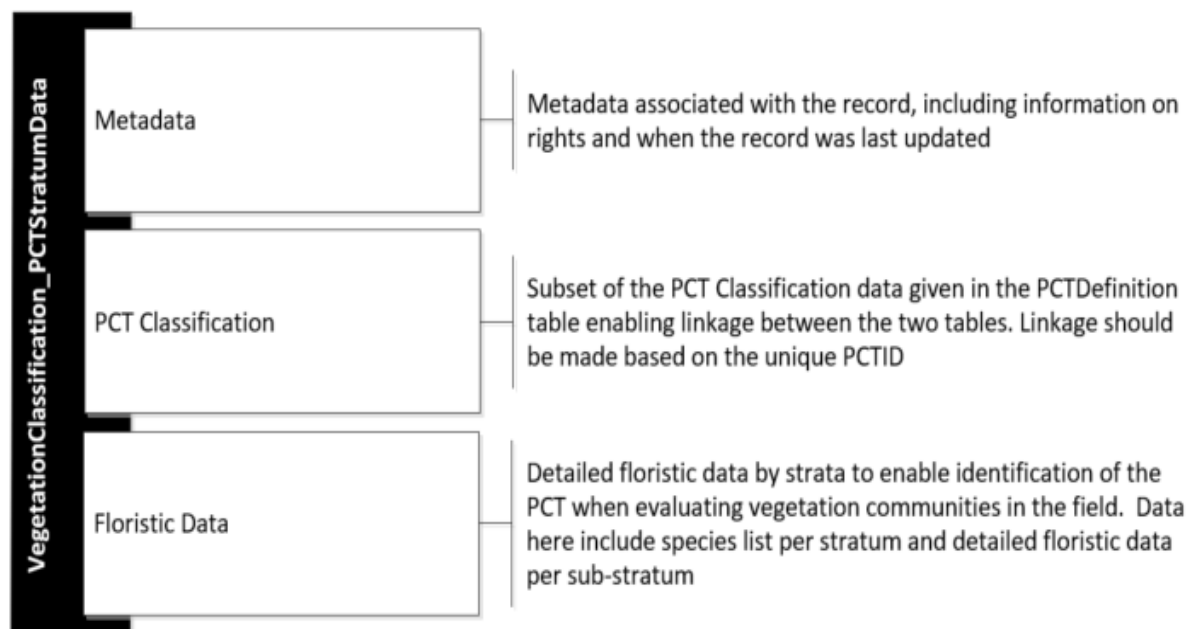 VegetationClassification_PCTStratumData
Metadata
Metadata associated with the record, including information on
rights and when the record was last updated
PCT Classification
Subset of the PCT Classification data given in the PCTDefinition
table enabling linkage between the two tables. Linkage should
be made based on the unique PCTID
Floristic Data
Detailed floristic data by strata to enable identification of the
PCT when evaluating vegetation communities in the field.  Data
here include species list per stratum and detailed floristic data
per sub-stratum